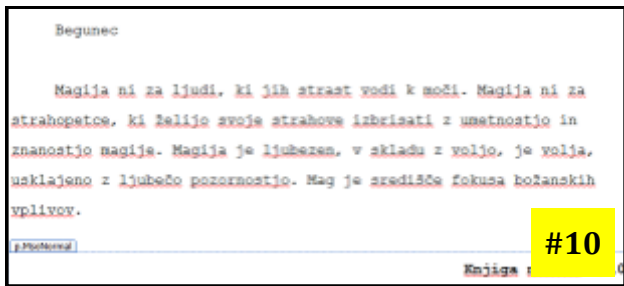 Begunec
Magija ni za ljudi, ki jih strast vodi k moči. Magija ni za
strahopetce, ki želijo svoje strahove izbrisati z umetnostjo in
znanostjo magije. Magija je ljubezen, v skladu z voljo, je volja,
usklajeno z ljubečo pozornostjo. Mag je središče fokusa božanskih
vplivov.
p.MsoNormal
#10
Knjiga